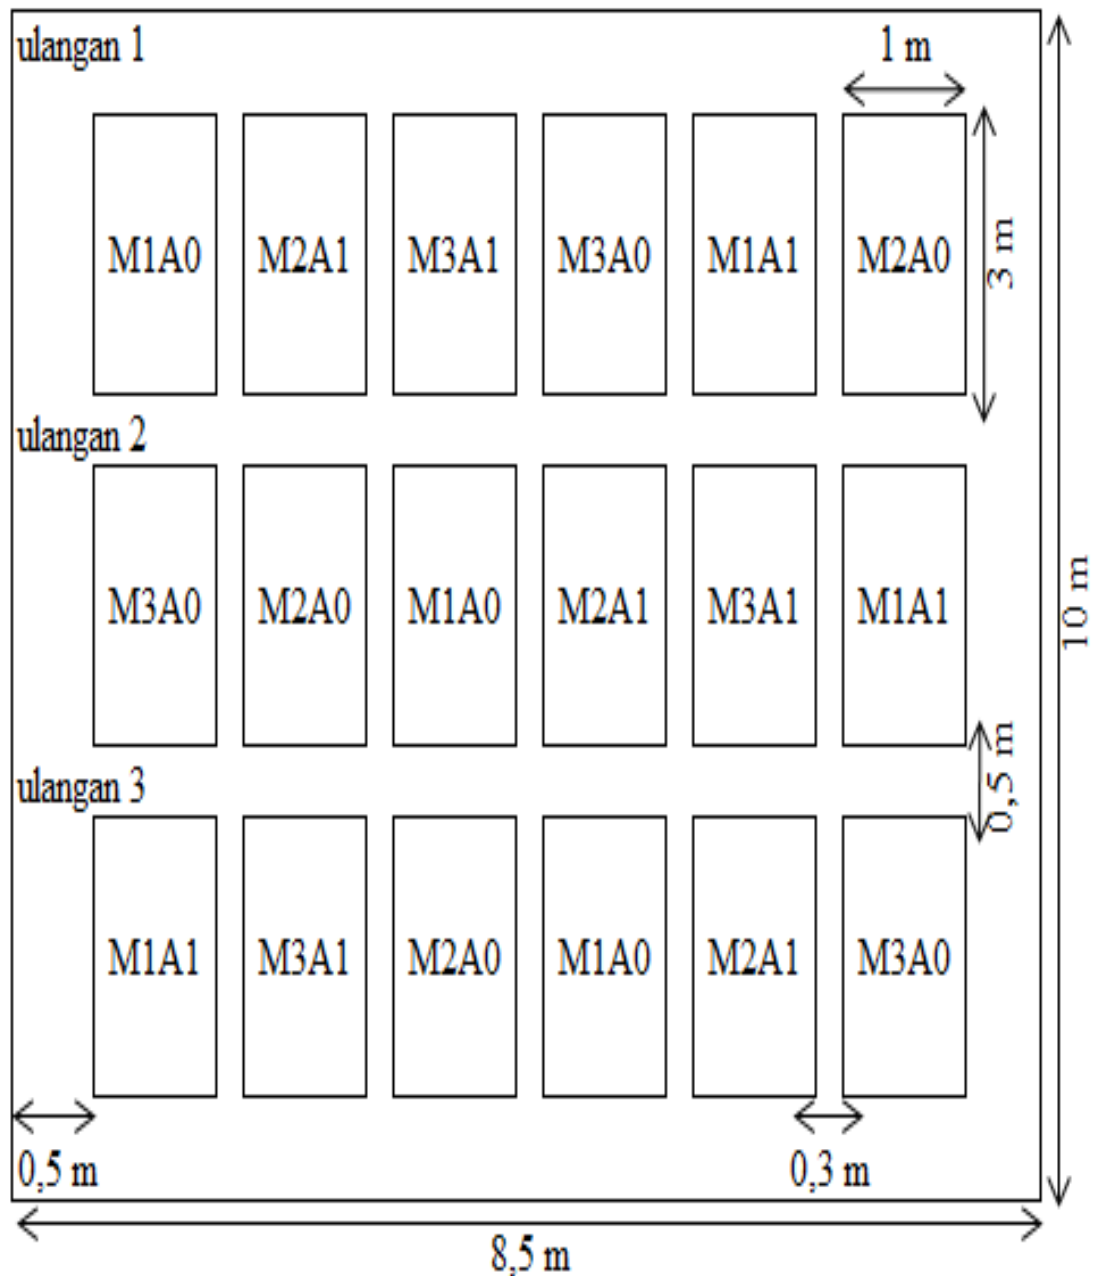 ulangan 1
1 m
M1A0 M2A1 M3A1 M3A0 M1A1 M2A0
3 m
ulangan 2
M3A0 M2A0 M1A0 M2A1 M3A1 M1A1
10 m
0,5 m
ulangan 3
M1A1 M3A1 M2A0 M1A0 M2A1 M3A0
0,5 m
0,3 m
8,5 m